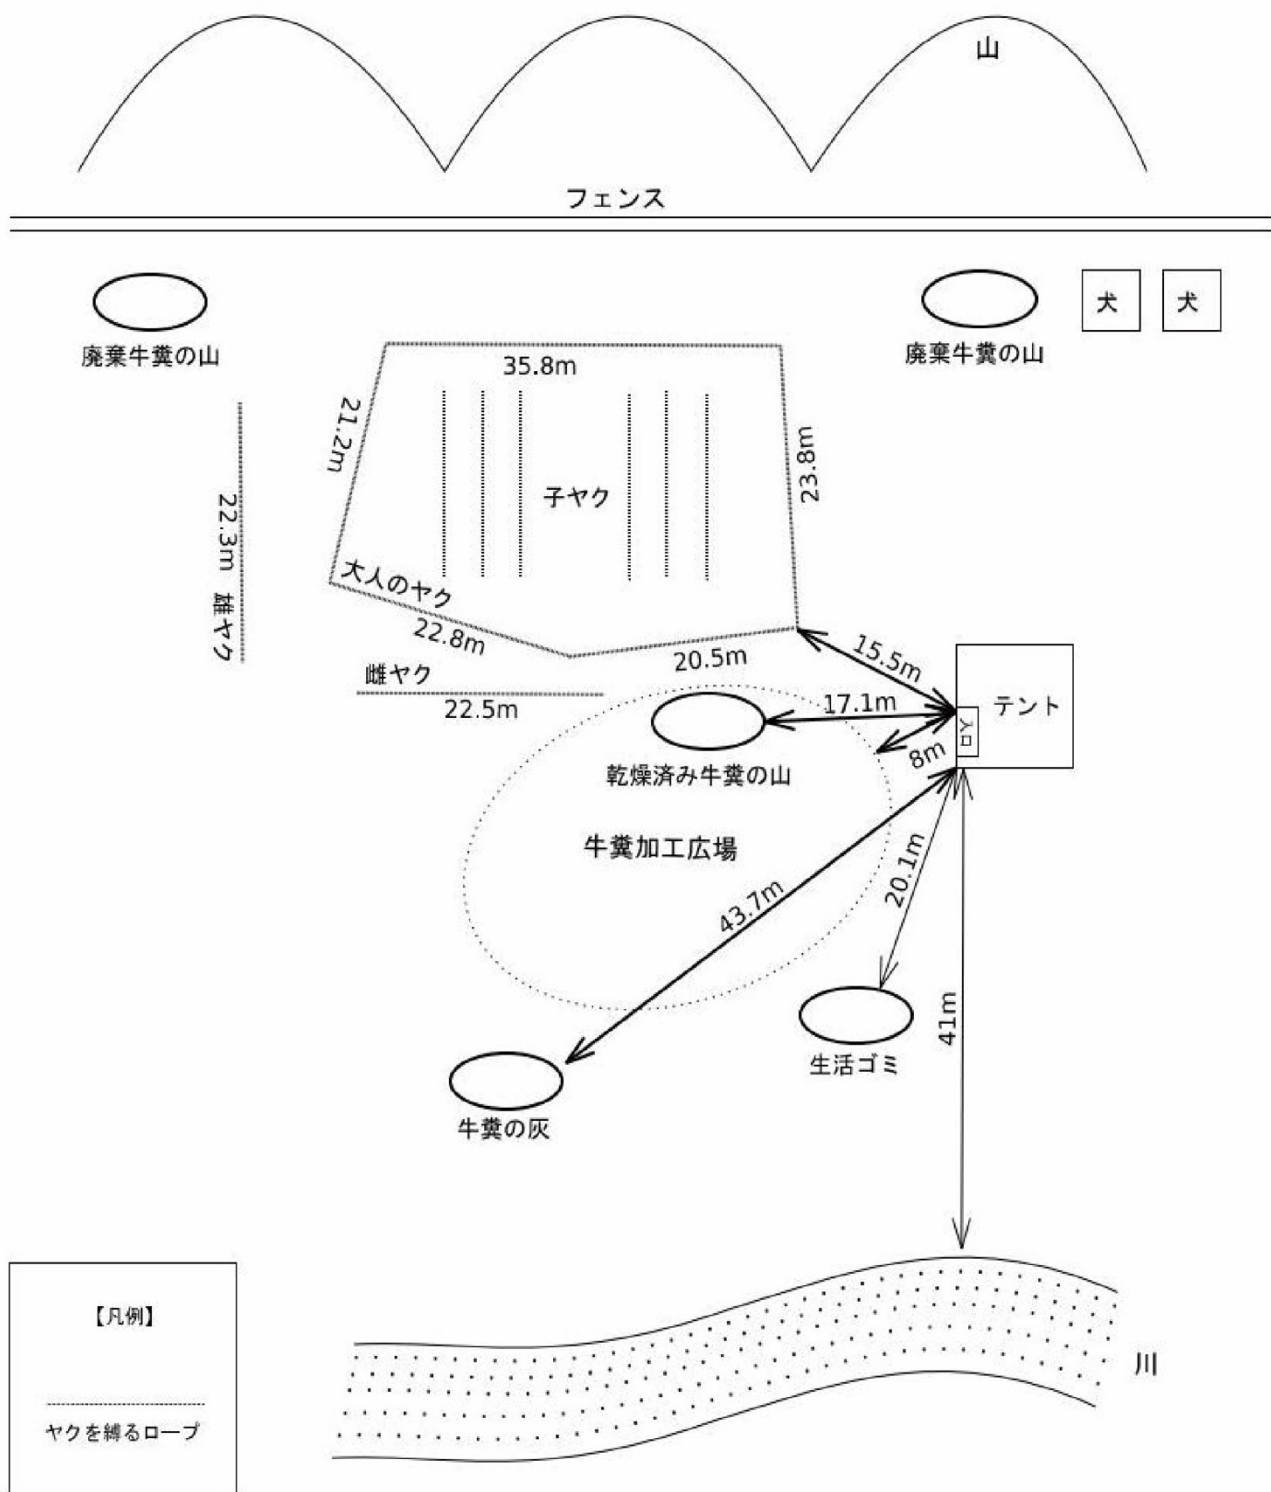 山
フェンス
犬
犬
廃棄牛糞の山
廃棄牛糞の山
35.8m
21.2m
23.8m
子ヤク
22.3m 雄ヤク
大人のヤク
22.8m
20.5m
雌ヤク
22.5m
15.5m
17.1m
テント
入口
8m
乾燥済み牛糞の山
牛糞加工広場
20.1m
43.7m
41m
生活ゴミ
牛糞の灰
【凡例】
ヤクを縛るロープ
川